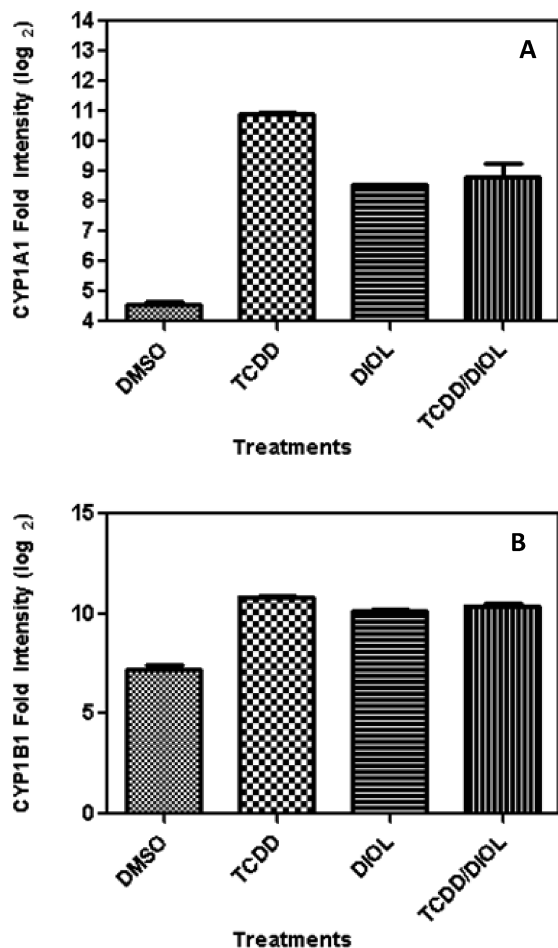 A
CYP1A1 Fold Intensity (log 2)
14
13
12
11
10
9
8
7
6
5
4
DMSO
TCDD
DIOL
TCDD/DIOL
Treatments
B
CYP1B1 Fold Intensity (log 2)
15
10
5
0
DMSO
TCDD
DIOL
TCDD/DIOL
Treatments